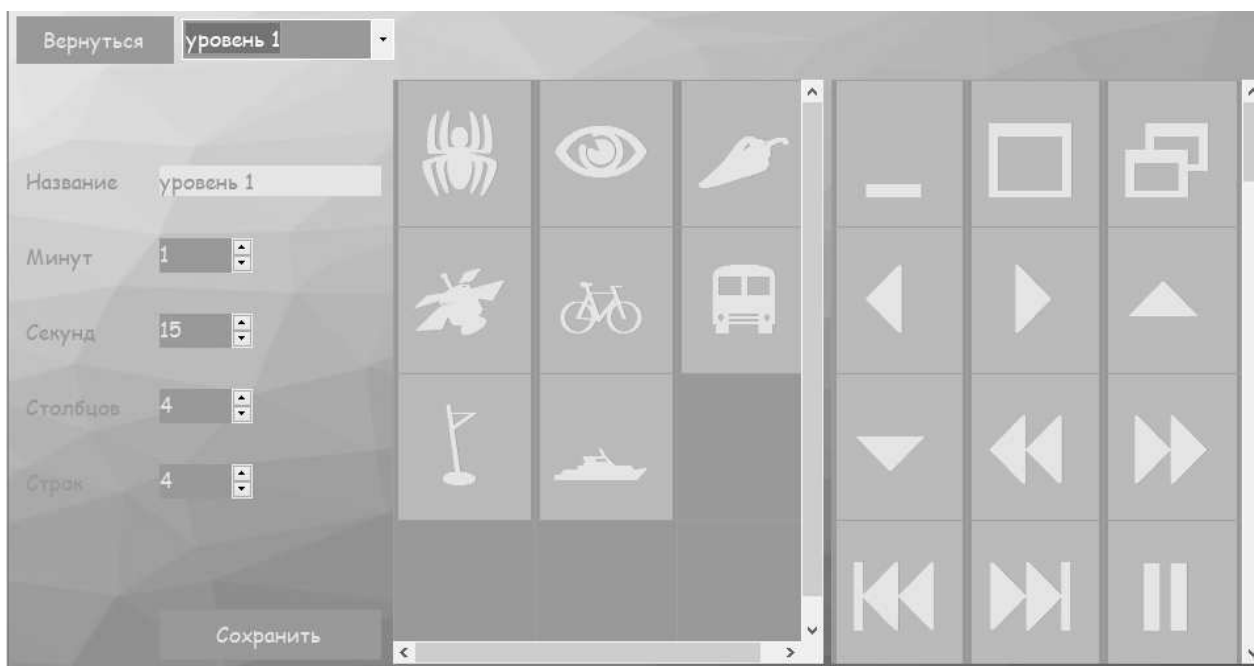 Вернуться
уровень 1
Название уровень 1
Минут 1
Секунд 15
Столбцов 4
Строк 4
Сохранить